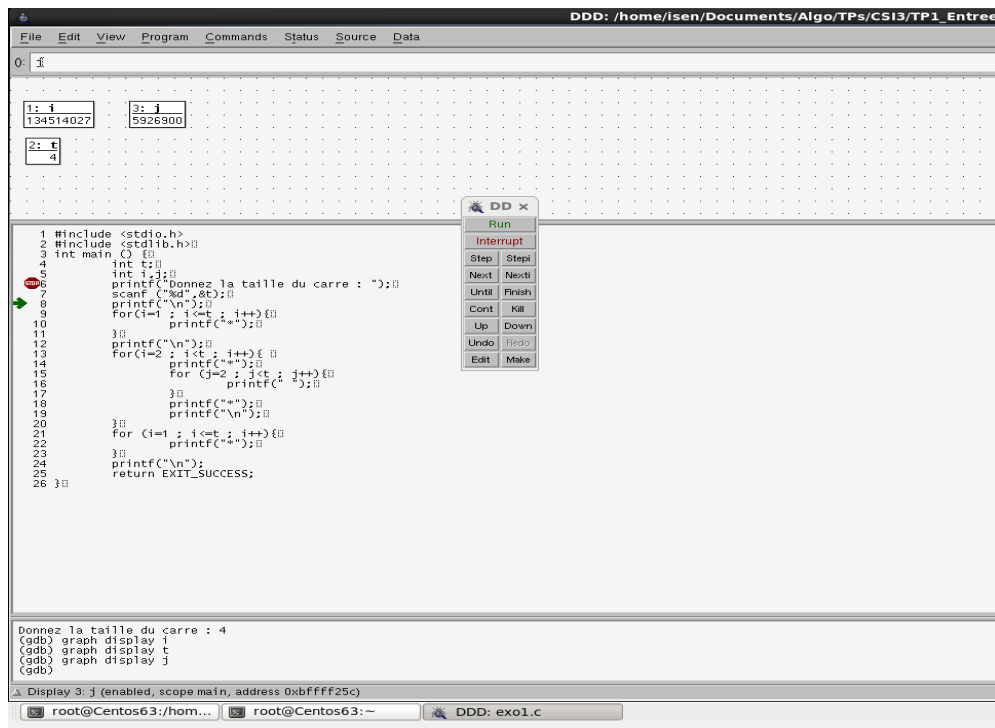 DDD: /home/isen/Documents/Algo/TPs/CSI3/TP1_Entree
File Edit View Program Commands Status Source Data
0: j
1: i
134514027
3: j
5926900
2: t
4
DD
Run
Interrupt
Step Stepi
Next Nexti
Until Finish
Cont Kill
Up Down
Undo Redo
Edit Make
1 #include <stdio.h>
2 #include <stdlib.h>
3 int main () {
4 int t;
5 int i,j;
STOP 6 printf("Donnez la taille du carre : ");
7 scanf ("%d",&t);
8 printf("\n");
9 for(i=1 ; i<=t ; i++){
10 printf("*");
11 }
12 printf("\n");
13 for(i=2 ; i<t ; i++){
14 printf("*");
15 for (j=2 ; j<t ; j++){
16 printf(" ");
17 }
18 printf("*");
19 printf("\n");
20 }
21 for (i=1 ; i<=t ; i++){
22 printf("*");
23 }
24 printf("\n");
25 return EXIT_SUCCESS;
26 }
Donnez la taille du carre : 4
(gdb) graph display i
(gdb) graph display t
(gdb) graph display j
(gdb)
Display 3: j (enabled, scope main, address 0xbffff25c)
root@Centos63:/hom... root@Centos63:~ DDD: exo1.c